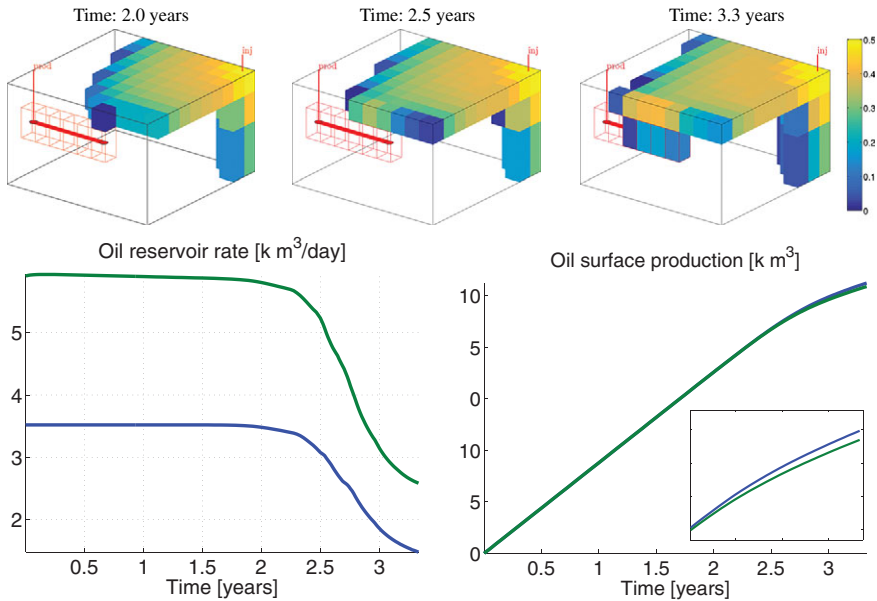 Time: 2.0 years
Time: 2.5 years
Time: 3.3 years
prod
inj
prod
inj
prod
inj
0.5
0.4
0.3
0.2
0.1
0
Oil reservoir rate [k m³/day]
5
4
3
2
0.5
1
1.5
2
2.5
3
Time [years]
Oil surface production [k m³]
10
5
0
10
5
0
0.5
1
1.5
2
2.5
3
Time [years]